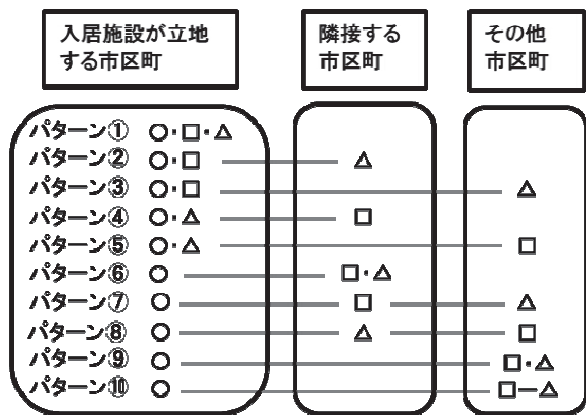 入居施設が立地
する市区町
隣接する
市区町
その他
市区町
パターン① ○・□・△
パターン② ○・□ △
パターン③ ○・□ △
パターン④ ○・△ □
パターン⑤ ○・△ □
パターン⑥ ○ □・△
パターン⑦ ○ □ △
パターン⑧ ○ △ □
パターン⑨ ○ □・△
パターン⑩ ○ □―△